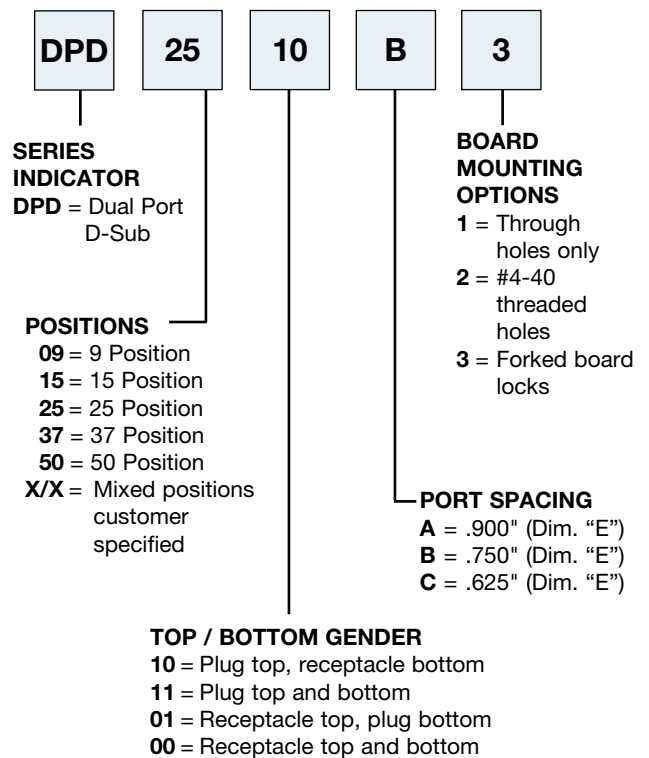 DPD 25 10 B 3
SERIES
INDICATOR
DPD = Dual Port
D-Sub
POSITIONS
09 = 9 Position
15 = 15 Position
25 = 25 Position
37 = 37 Position
50 = 50 Position
X/X = Mixed positions
customer
specified
TOP / BOTTOM GENDER
10 = Plug top, receptacle bottom
11 = Plug top and bottom
01 = Receptacle top, plug bottom
00 = Receptacle top and bottom
PORT SPACING
A = .900" (Dim. “E”)
B = .750" (Dim. “E”)
C = .625" (Dim. “E”)
BOARD
MOUNTING
OPTIONS
1 = Through
holes only
2 = #4-40
threaded
holes
3 = Forked board
locks